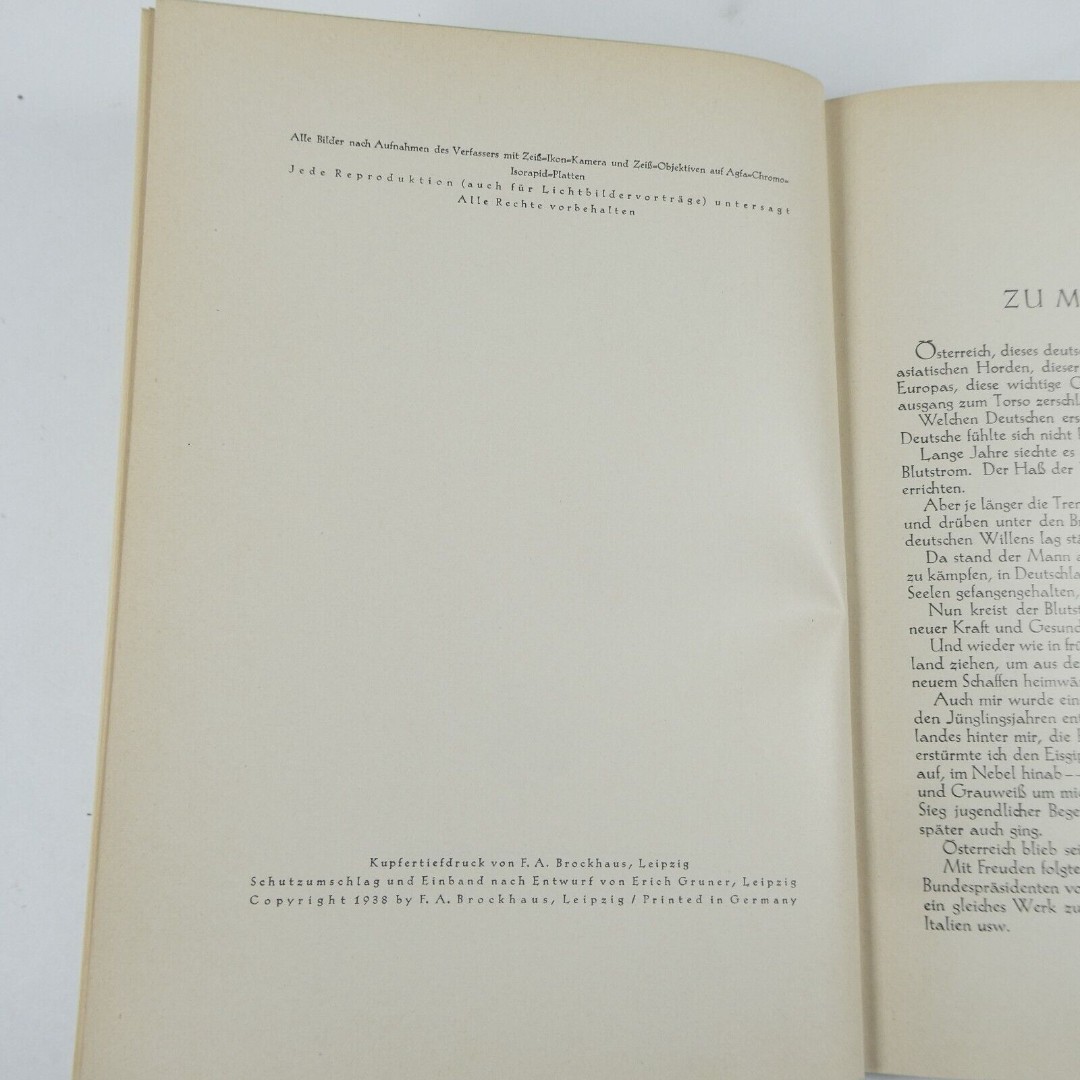 Alle Bilder nach Aufnahmen des Verfassers mit Zeiß=Ikon=Kamera und Zeiß=Objektiven auf Agfa=Chromo=
Isorapid=Platten
Jede Reproduktion (auch für Lichtbildervorträge) untersagt
Alle Rechte vorbehalten
Kupfertiefdruck von F. A. Brockhaus, Leipzig
Schutzumschlag und Einband nach Entwurf von Erich Gruner, Leipzig
Copyright 1938 by F. A. Brockhaus, Leipzig / Printed in Germany
ZU M
Österreich, dieses deuts
asiatischen Horden, dieser
Europas, diese wichtige
ausgang zum Torso zerschl
Welchen Deutschen ers
Deutsche fühlte sich nicht
Lange Jahre siechte es
Blutstrom. Der Haß der
errichten.
Aber je länger die Tren
und drüben unter den B
deutschen Willens lag stä
Da stand der Mann a
zu kämpfen, in Deutschla
Seelen gefangengehalten,
Nun kreist der Blutst
neuer Kraft und Gesund
Und wieder wie in frü
land ziehen, um aus de
neuem Schaffen heimwä
Auch mir wurde ein
den Jünglingsjahren ent
landes hinter mir, die
erstürmte ich den Eisgip
auf, im Nebel hinab--
und Grauweiß um mi
Sieg jugendlicher Bege
später auch ging.
Österreich blieb sei
Mit Freuden folgte
Bundespräsidenten vo
ein gleiches Werk zu
Italien usw.